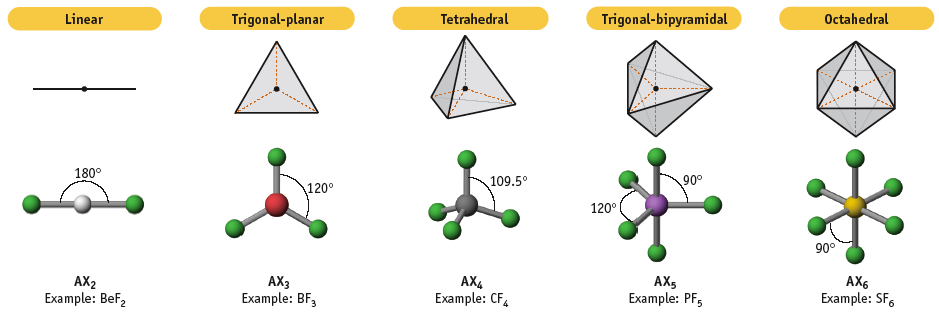 Linear
Trigonal-planar
Tetrahedral
Trigonal-bipyramidal
Octahedral
180°
120°
109.5°
90°
120°
90°
AX₂
Example: BeF₂
AX₃
Example: BF₃
AX₄
Example: CF₄
AX₅
Example: PF₅
AX₆
Example: SF₆